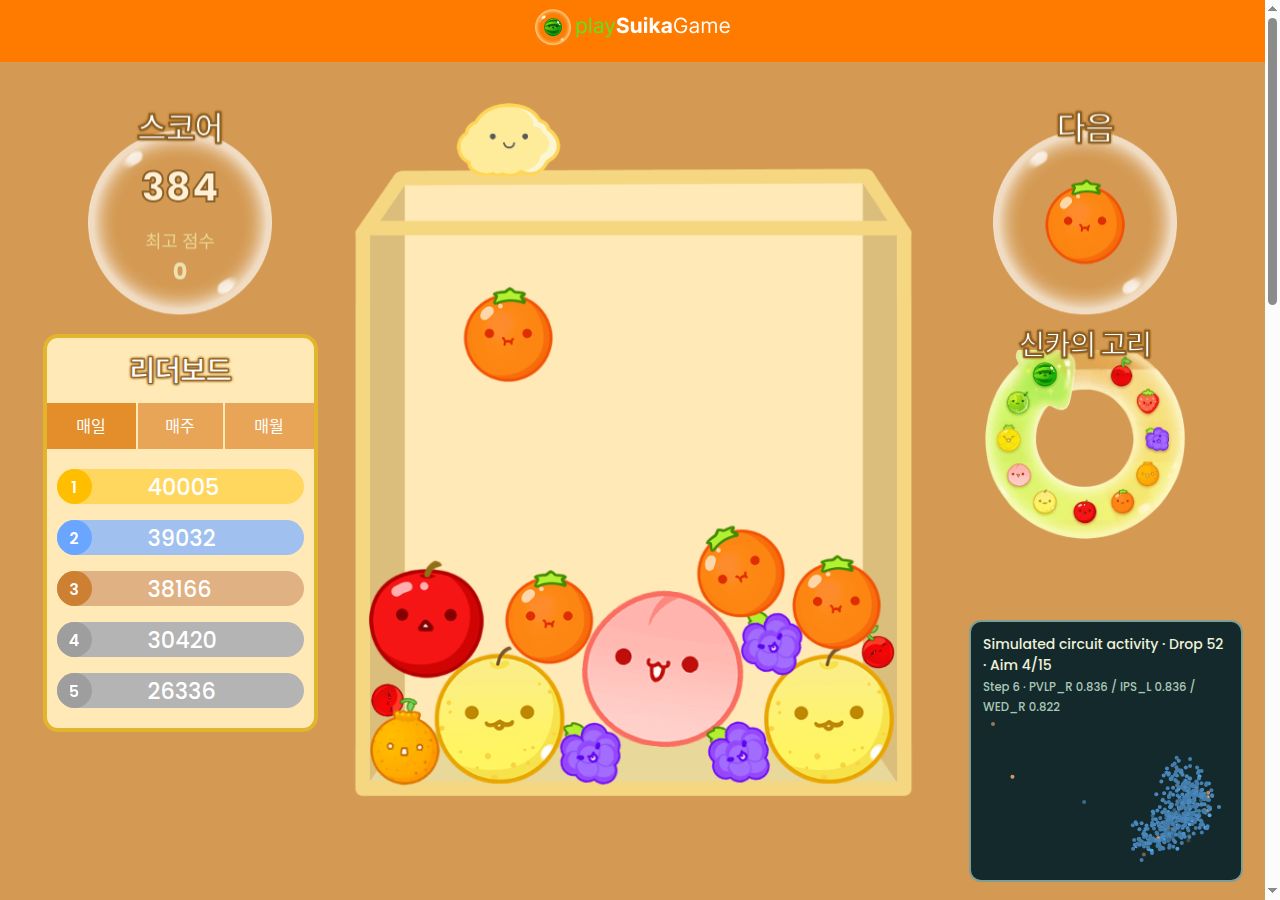 playSuikaGame
스코어
384
최고 점수
0
다음
리더보드
매일 매주 매월
1 40005
2 39032
3 38166
4 30420
5 26336
신카의 고리
Simulated circuit activity · Drop 52
· Aim 4/15
Step 6 · PVLP_R 0.836 / IPS_L 0.836 /
WED_R 0.822